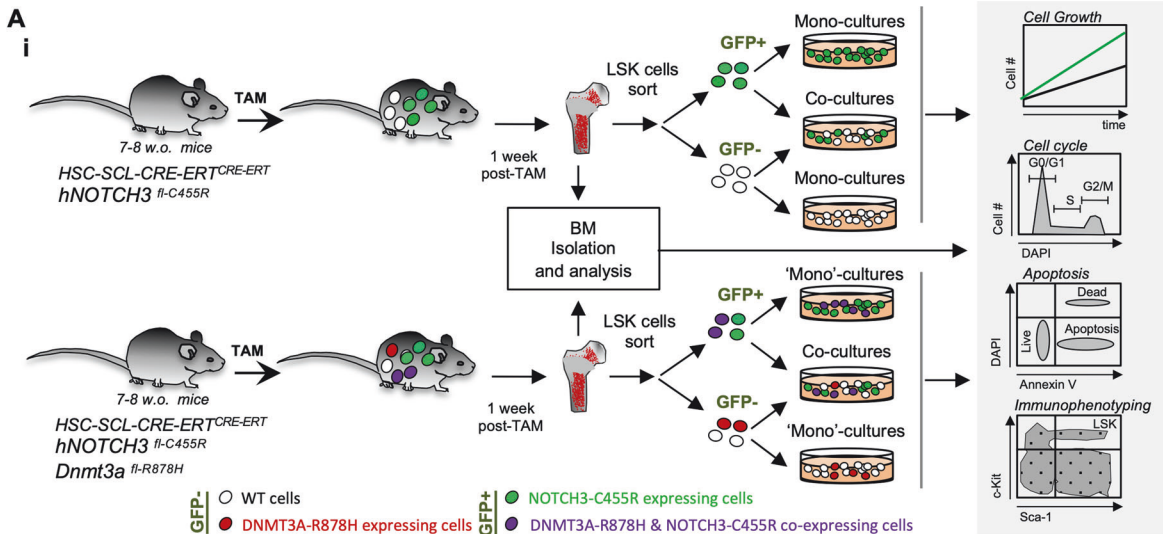 A
i
TAM
7-8 w.o. mice
HSC-SCL-CRE-ERT^CRE-ERT
hNOTCH3 ^fl-C455R
1 week
post-TAM
LSK cells
sort
GFP+
GFP-
Mono-cultures
Co-cultures
Mono-cultures
BM
Isolation
and analysis
TAM
7-8 w.o. mice
HSC-SCL-CRE-ERT^CRE-ERT
hNOTCH3 ^fl-C455R
Dnmt3a ^fl-R878H
1 week
post-TAM
LSK cells
sort
GFP+
GFP-
'Mono'-cultures
Co-cultures
'Mono'-cultures
Cell Growth
Cell #
time
Cell cycle
G0/G1
S
G2/M
Cell #
DAPI
Apoptosis
Dead
Live
Apoptosis
DAPI
Annexin V
Immunophenotyping
LSK
c-Kit
Sca-1
GFP-
WT cells
DNMT3A-R878H expressing cells
GFP+
NOTCH3-C455R expressing cells
DNMT3A-R878H & NOTCH3-C455R co-expressing cells